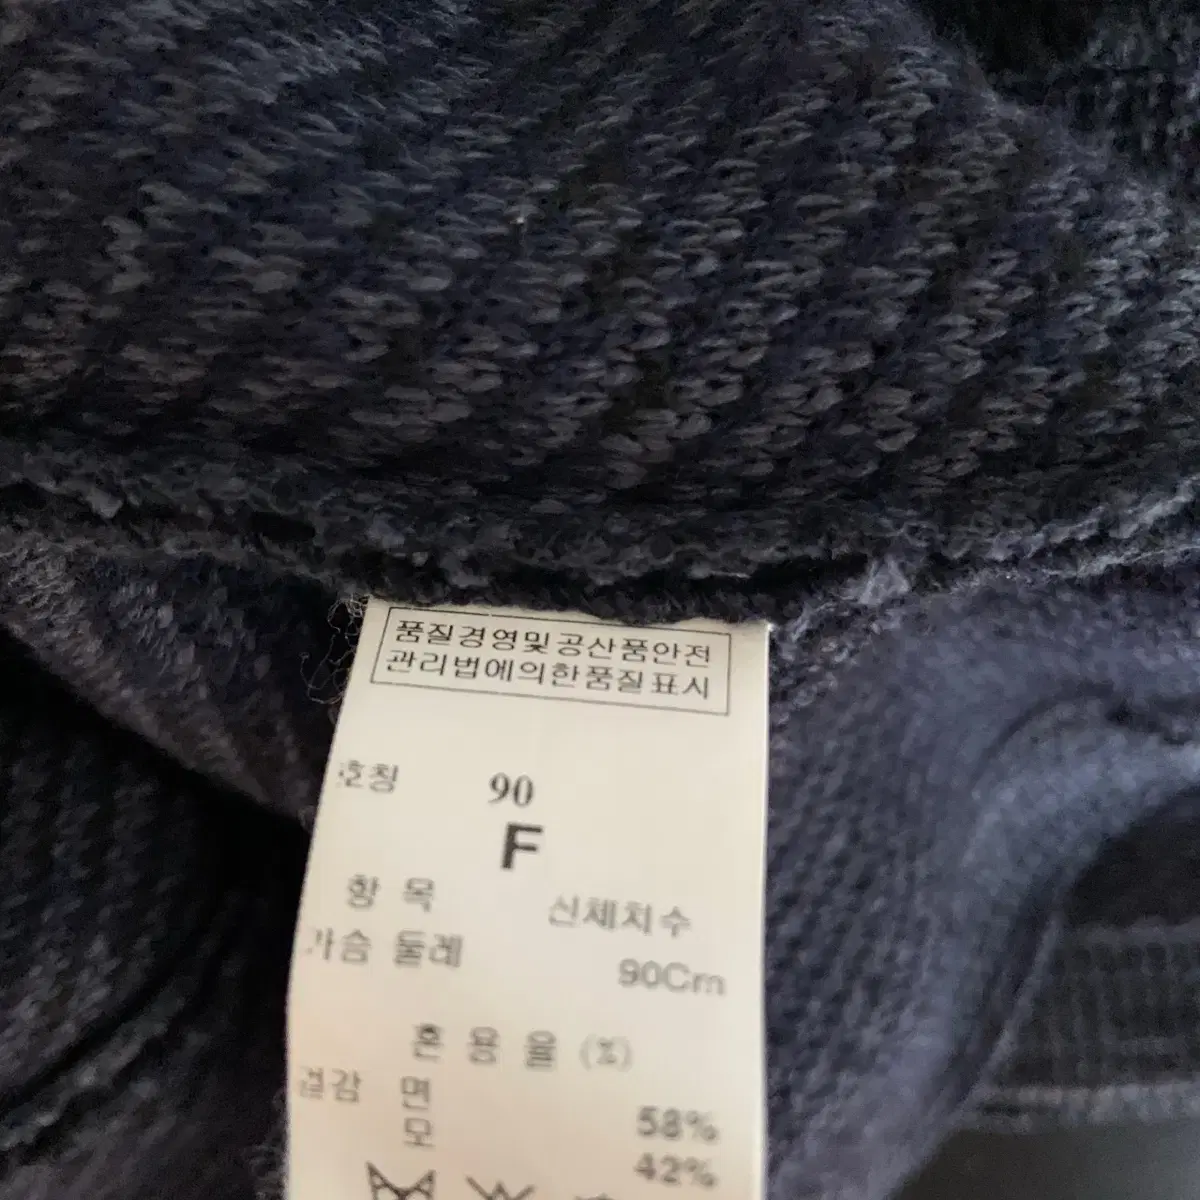 품질경영및공산품안전
관리법에의한품질표시
호칭 90
F
항 목 신체치수
가슴 둘레 90Cm
혼 용 율 (%)
겉감 면 58%
모 42%